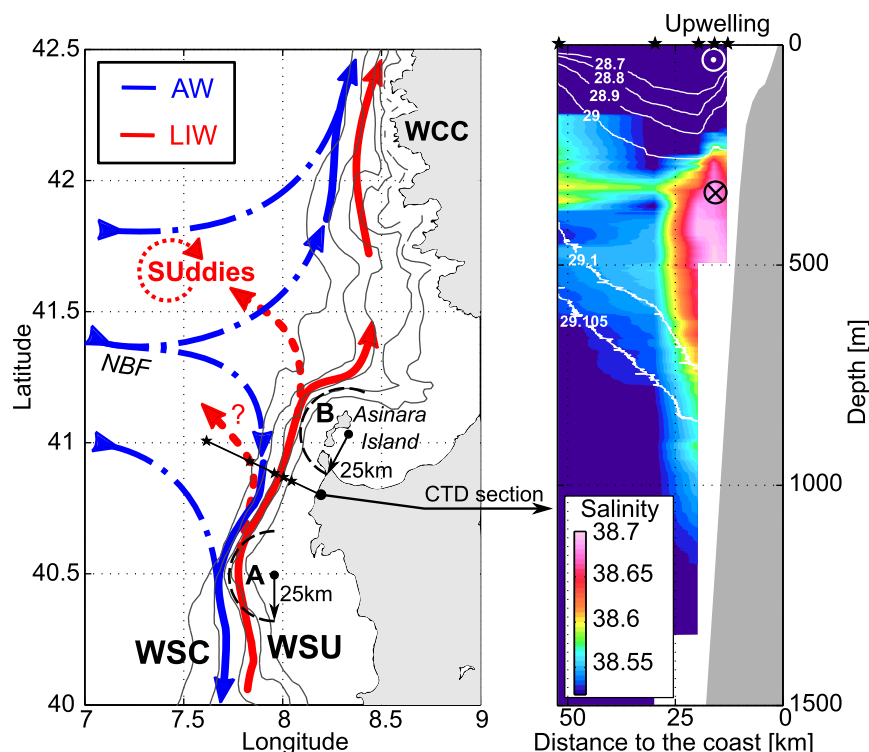 42.5
42
41.5
41
40.5
40
Latitude
7
7.5
8
8.5
9
Longitude
AW
LIW
WCC
SUddies
NBF
?
B
Asinara
Island
25km
CTD section
A
25km
WSC
WSU
Upwelling
28.7
28.8
28.9
29
29.1
29.105
0
500
1000
1500
Depth [m]
Salinity
38.7
38.65
38.6
38.55
50
25
0
Distance to the coast [km]